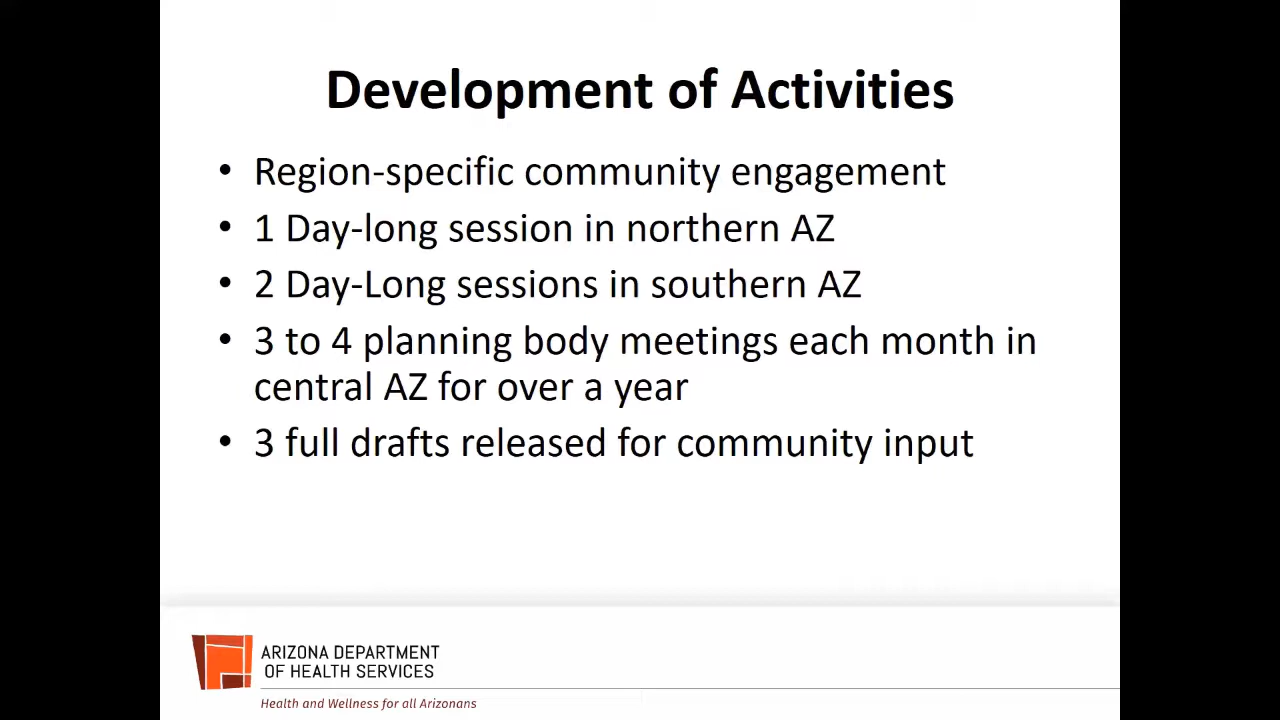 Development of Activities
• Region-specific community engagement
• 1 Day-long session in northern AZ
• 2 Day-Long sessions in southern AZ
• 3 to 4 planning body meetings each month in
central AZ for over a year
• 3 full drafts released for community input
ARIZONA DEPARTMENT
OF HEALTH SERVICES
Health and Wellness for all Arizonans